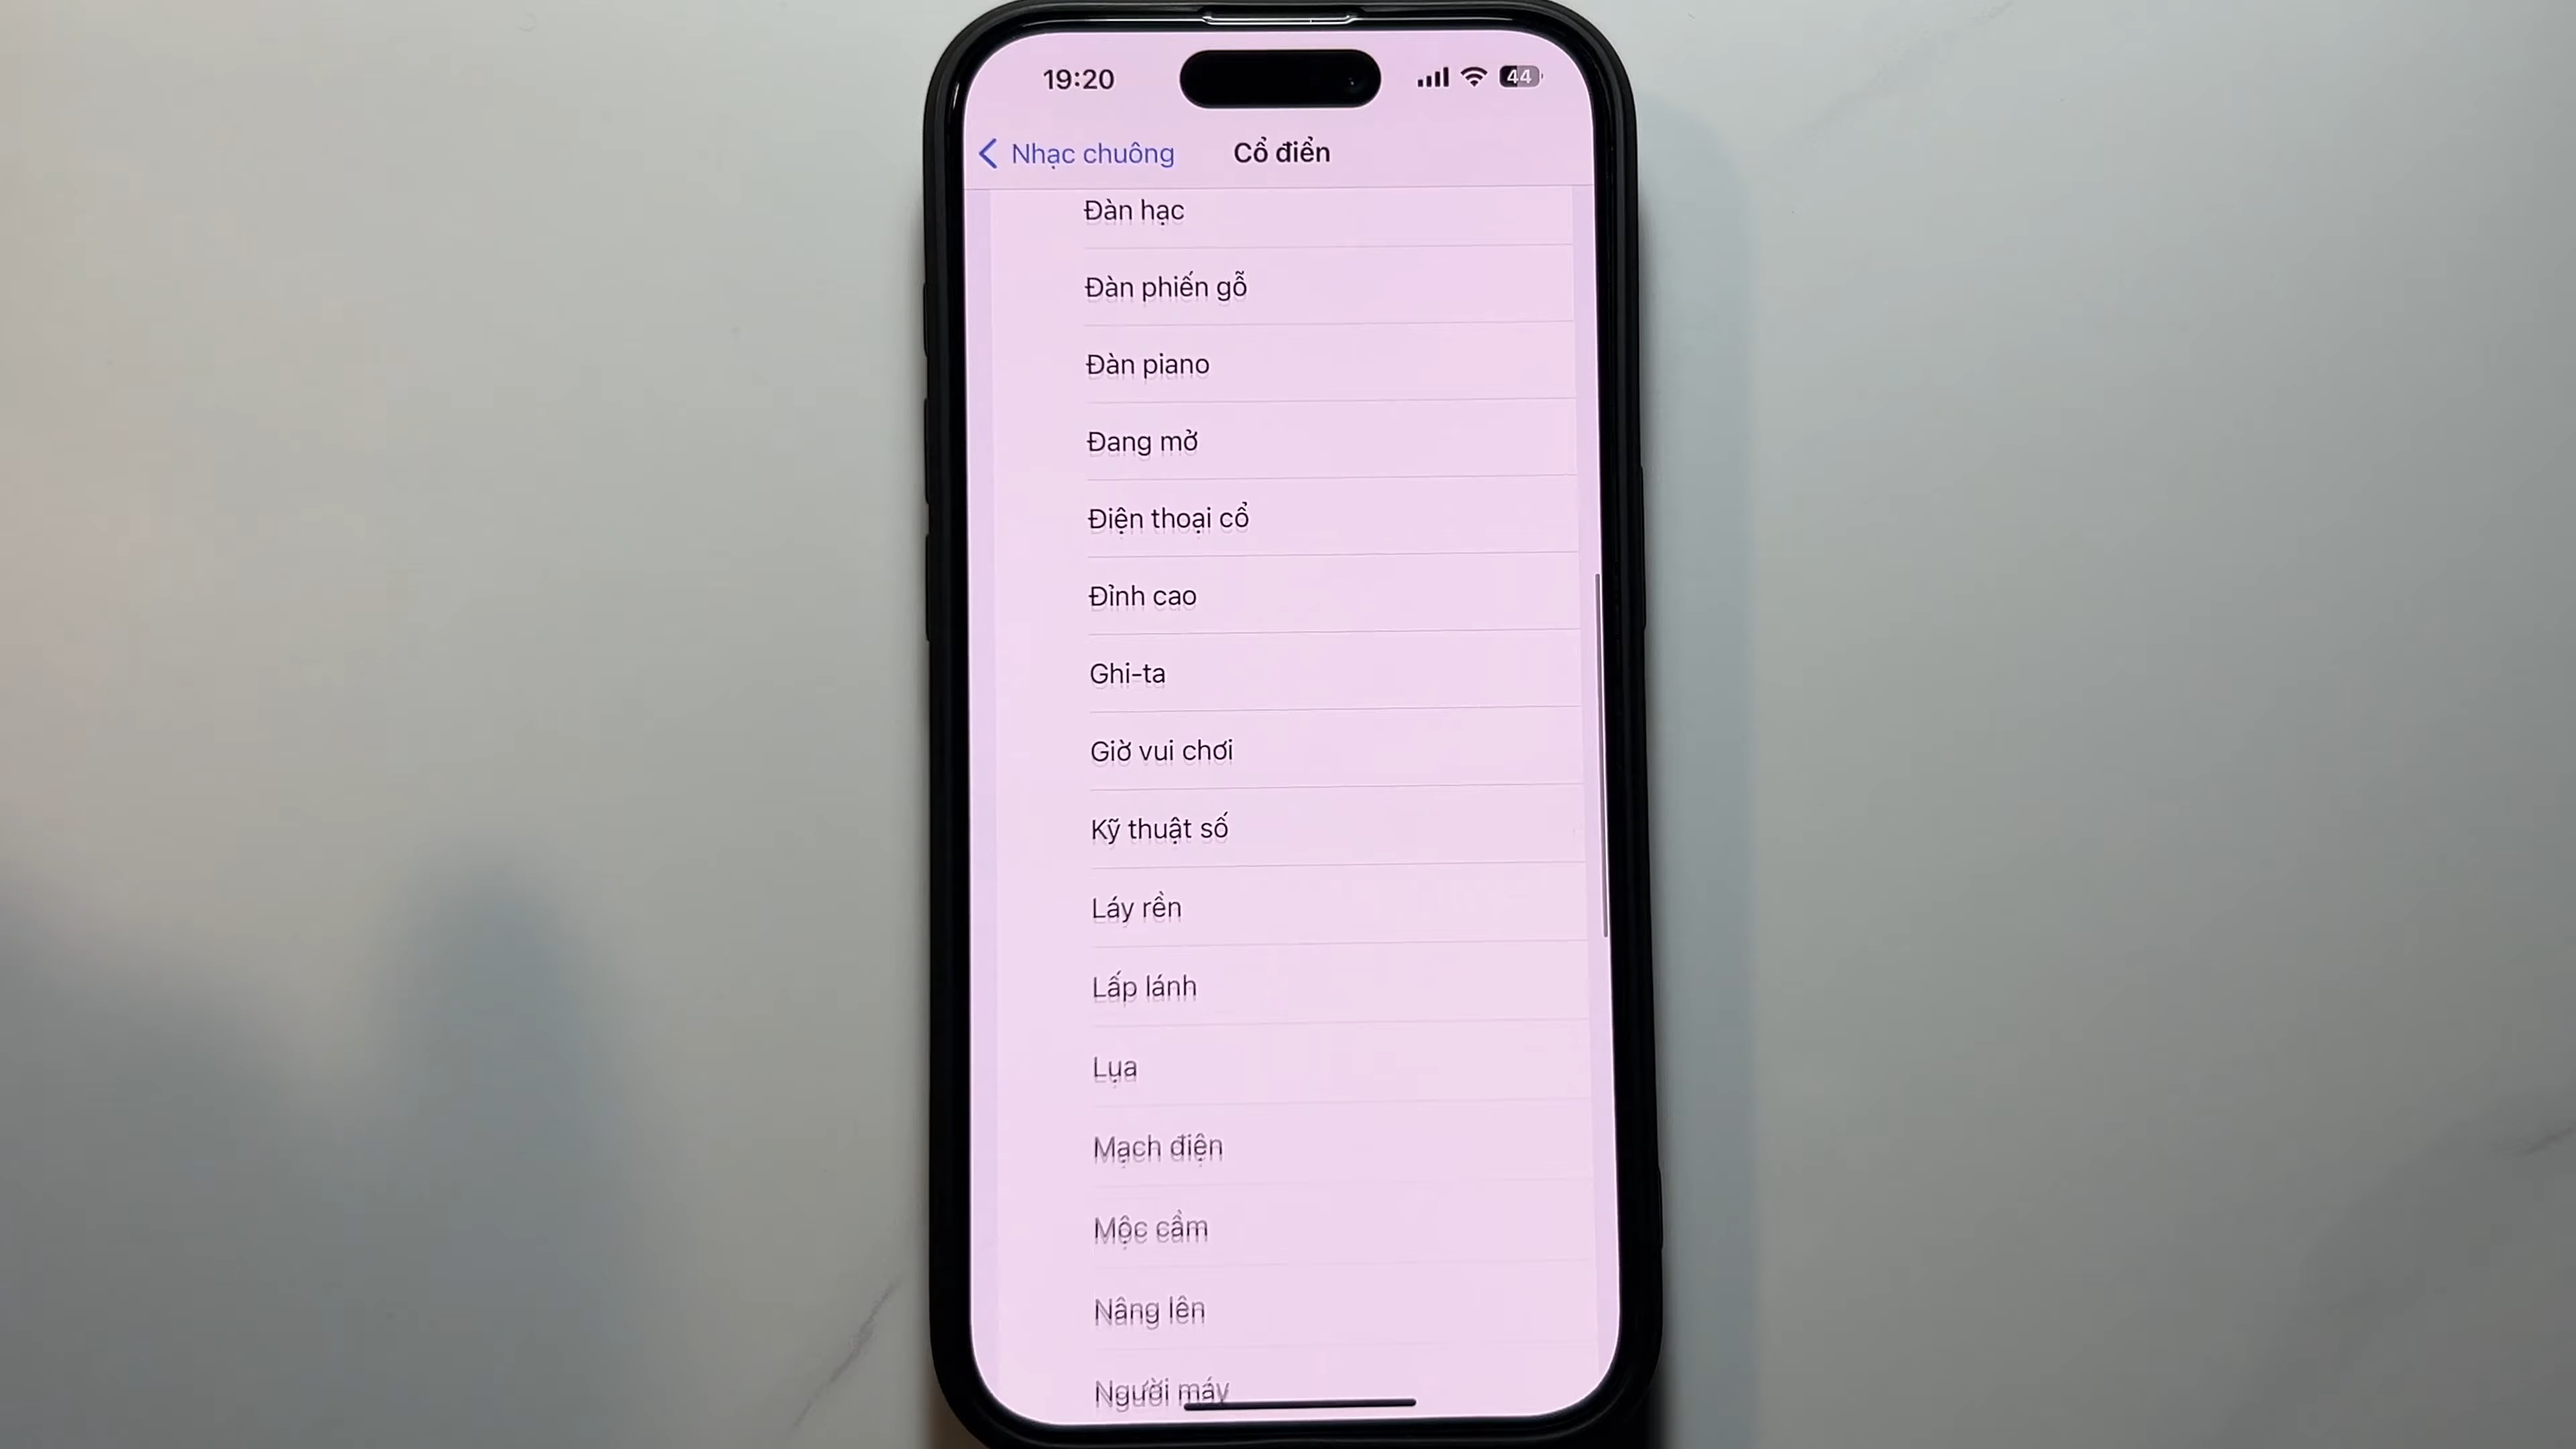 19:20
44
Nhạc chuông
Cổ điển
Đàn hạc
Đàn phiến gỗ
Đàn piano
Đang mở
Điện thoại cổ
Đỉnh cao
Ghi-ta
Giờ vui chơi
Kỹ thuật số
Láy rền
Lấp lánh
Lụa
Mạch điện
Mộc cầm
Nâng lên
Người máy